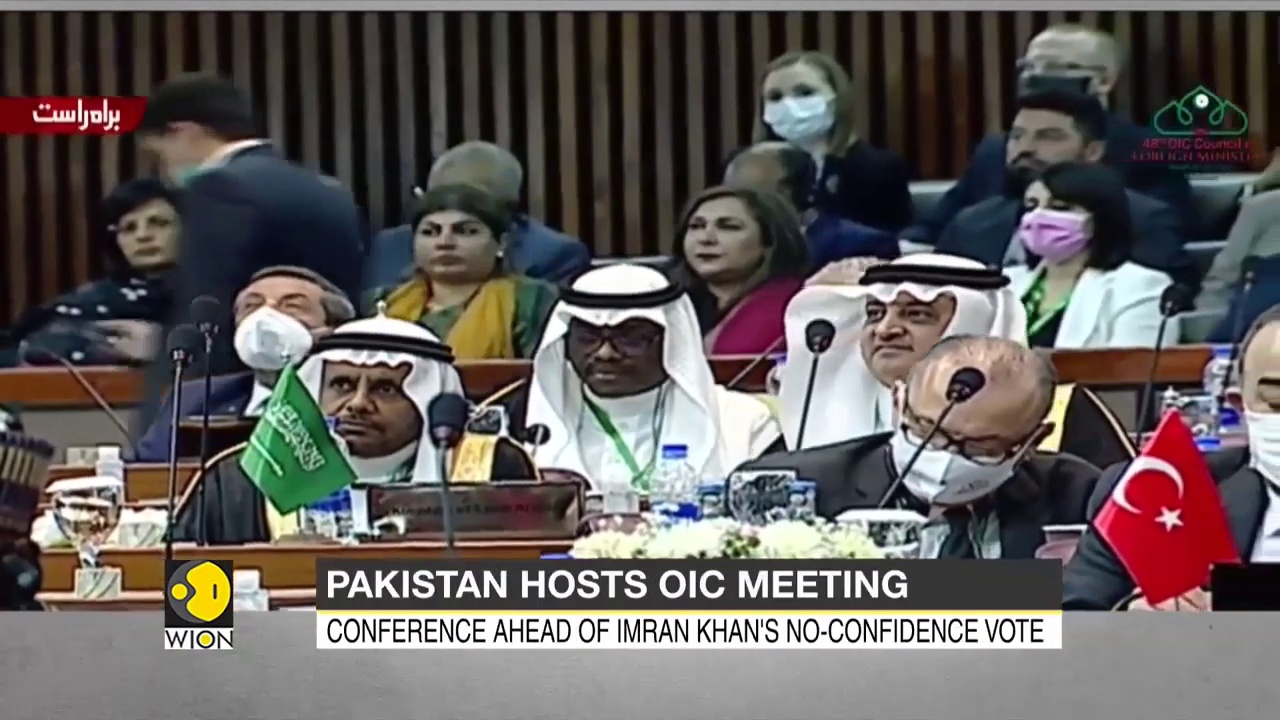 براہ راست
48th OIC Council of
FOREIGN MINISTERS
PAKISTAN HOSTS OIC MEETING
CONFERENCE AHEAD OF IMRAN KHAN'S NO-CONFIDENCE VOTE
WION